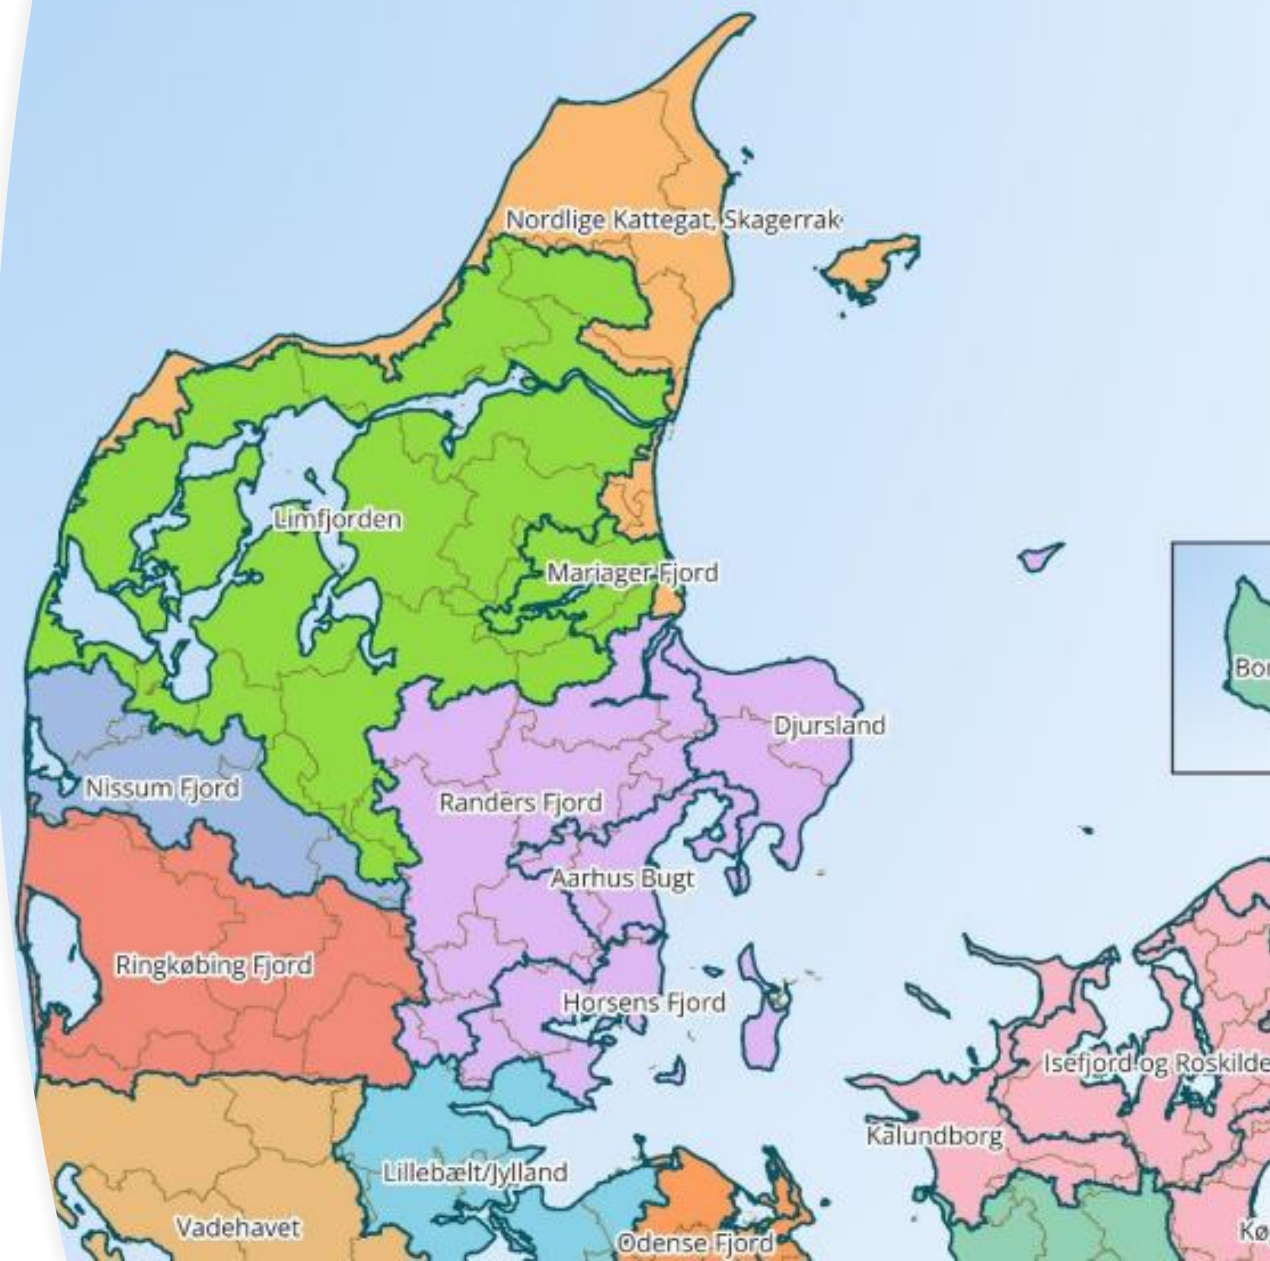 Nordlige Kattegat, Skagerrak
Limfjorden
Mariager Fjord
Djursland
Nissum Fjord
Randers Fjord
Aarhus Bugt
Ringkøbing Fjord
Horsens Fjord
Isefjord og Roskilde
Kalundborg
Lillebælt/Jylland
Vadehavet
Odense Fjord